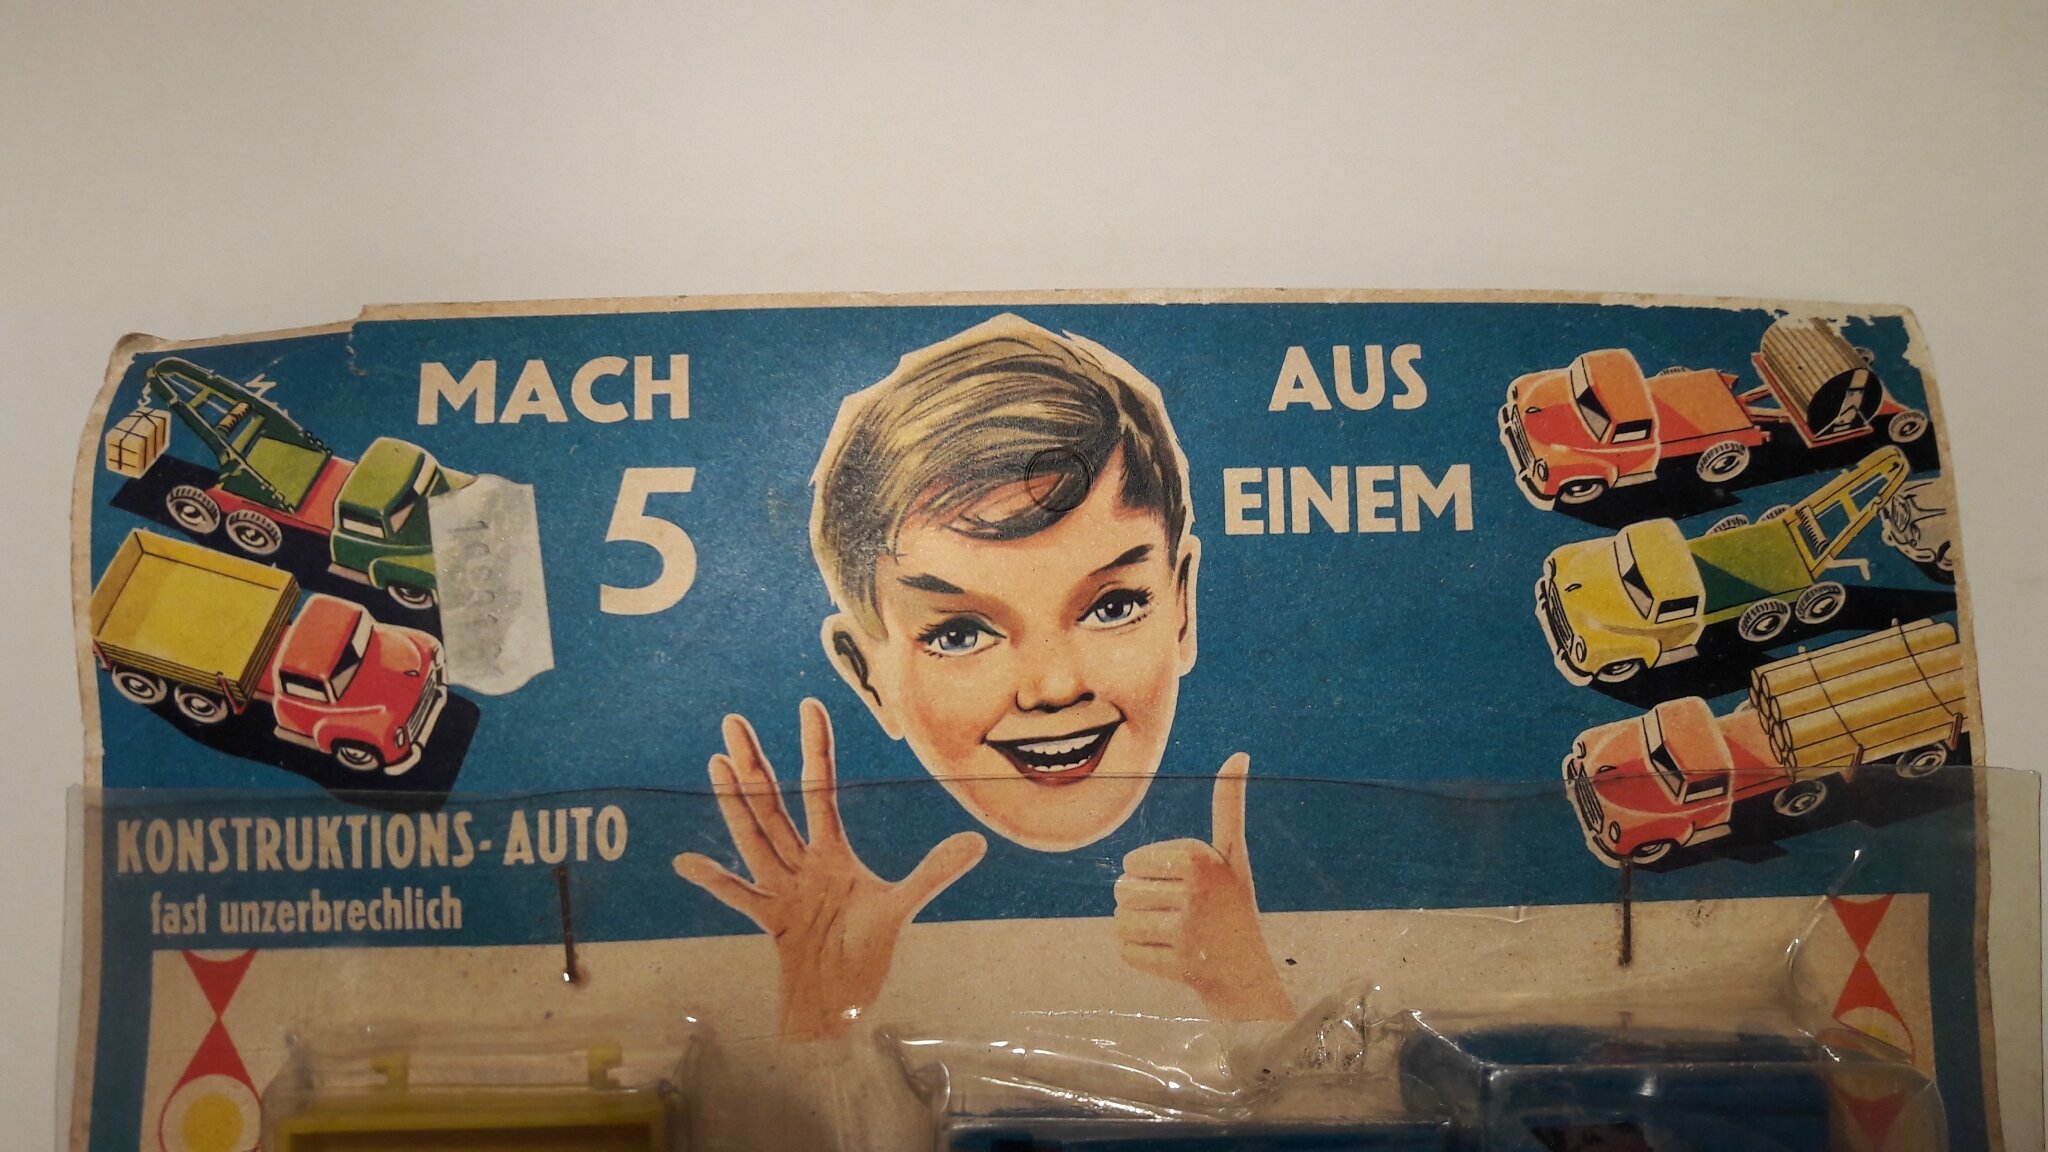 MACH
5
AUS
EINEM
KONSTRUKTIONS-AUTO
fast unzerbrechlich